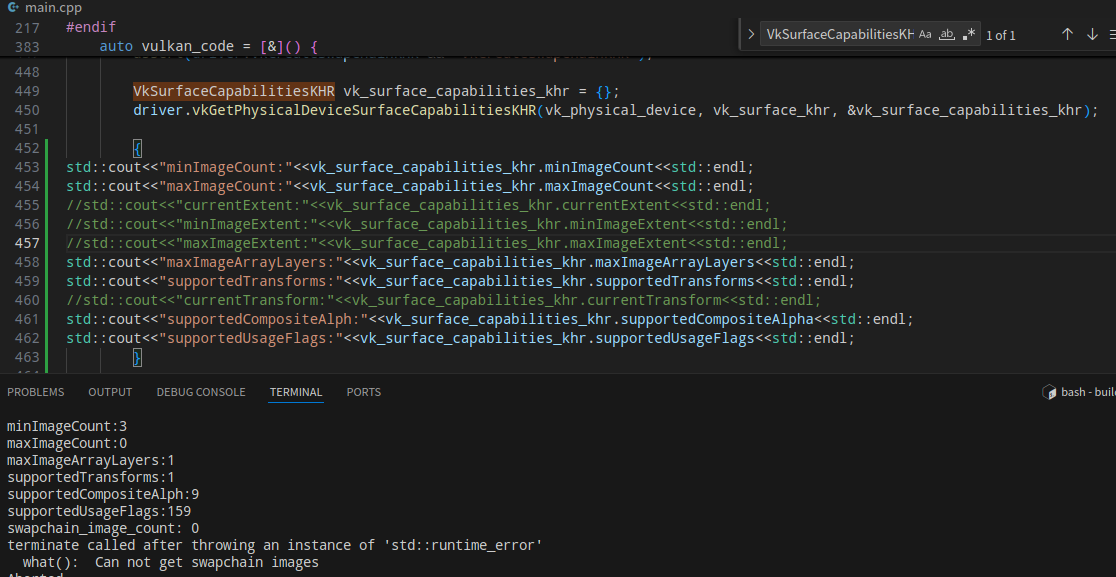 main.cpp
217 #endif
383 auto vulkan_code = [&]() {
VkSurfaceCapabilitiesKH Aa ab .* 1 of 1
448
449 VkSurfaceCapabilitiesKHR vk_surface_capabilities_khr = {};
450 driver.vkGetPhysicalDeviceSurfaceCapabilitiesKHR(vk_physical_device, vk_surface_khr, &vk_surface_capabilities_khr);
451
452 {
453 std::cout<<"minImageCount:"<<vk_surface_capabilities_khr.minImageCount<<std::endl;
454 std::cout<<"maxImageCount:"<<vk_surface_capabilities_khr.maxImageCount<<std::endl;
455 //std::cout<<"currentExtent:"<<vk_surface_capabilities_khr.currentExtent<<std::endl;
456 //std::cout<<"minImageExtent:"<<vk_surface_capabilities_khr.minImageExtent<<std::endl;
457 //std::cout<<"maxImageExtent:"<<vk_surface_capabilities_khr.maxImageExtent<<std::endl;
458 std::cout<<"maxImageArrayLayers:"<<vk_surface_capabilities_khr.maxImageArrayLayers<<std::endl;
459 std::cout<<"supportedTransforms:"<<vk_surface_capabilities_khr.supportedTransforms<<std::endl;
460 //std::cout<<"currentTransform:"<<vk_surface_capabilities_khr.currentTransform<<std::endl;
461 std::cout<<"supportedCompositeAlph:"<<vk_surface_capabilities_khr.supportedCompositeAlpha<<std::endl;
462 std::cout<<"supportedUsageFlags:"<<vk_surface_capabilities_khr.supportedUsageFlags<<std::endl;
463 }
PROBLEMS OUTPUT DEBUG CONSOLE TERMINAL PORTS bash - buil
minImageCount:3
maxImageCount:0
maxImageArrayLayers:1
supportedTransforms:1
supportedCompositeAlph:9
supportedUsageFlags:159
swapchain_image_count: 0
terminate called after throwing an instance of 'std::runtime_error'
what(): Can not get swapchain images